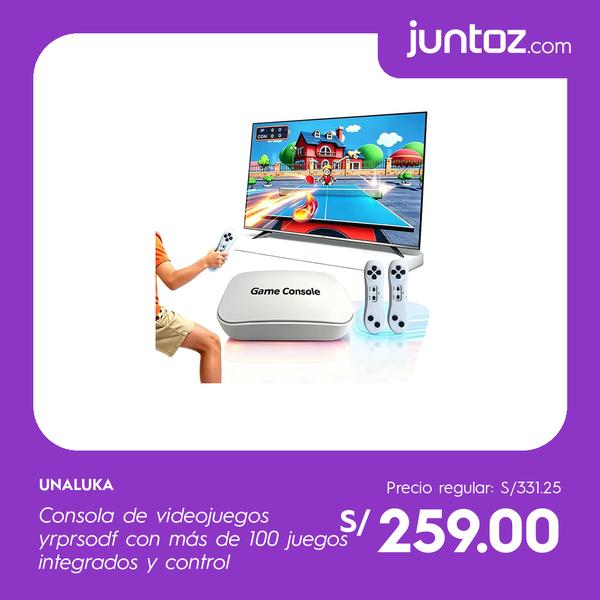 juntoz.com
Game Console
UNALUKA
Consola de videojuegos
yrprsodf con más de 100 juegos
integrados y control
Precio regular: S/331.25
S/ 259.00